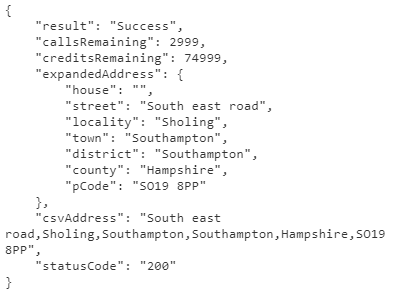 {
    "result": "Success",
    "callsRemaining": 2999,
    "creditsRemaining": 74999,
    "expandedAddress": {
        "house": "",
        "street": "South east road",
        "locality": "Sholing",
        "town": "Southampton",
        "district": "Southampton",
        "county": "Hampshire",
        "pCode": "SO19 8PP"
    },
    "csvAddress": "South east
road,Sholing,Southampton,Southampton,Hampshire,SO19
8PP",
    "statusCode": "200"
}